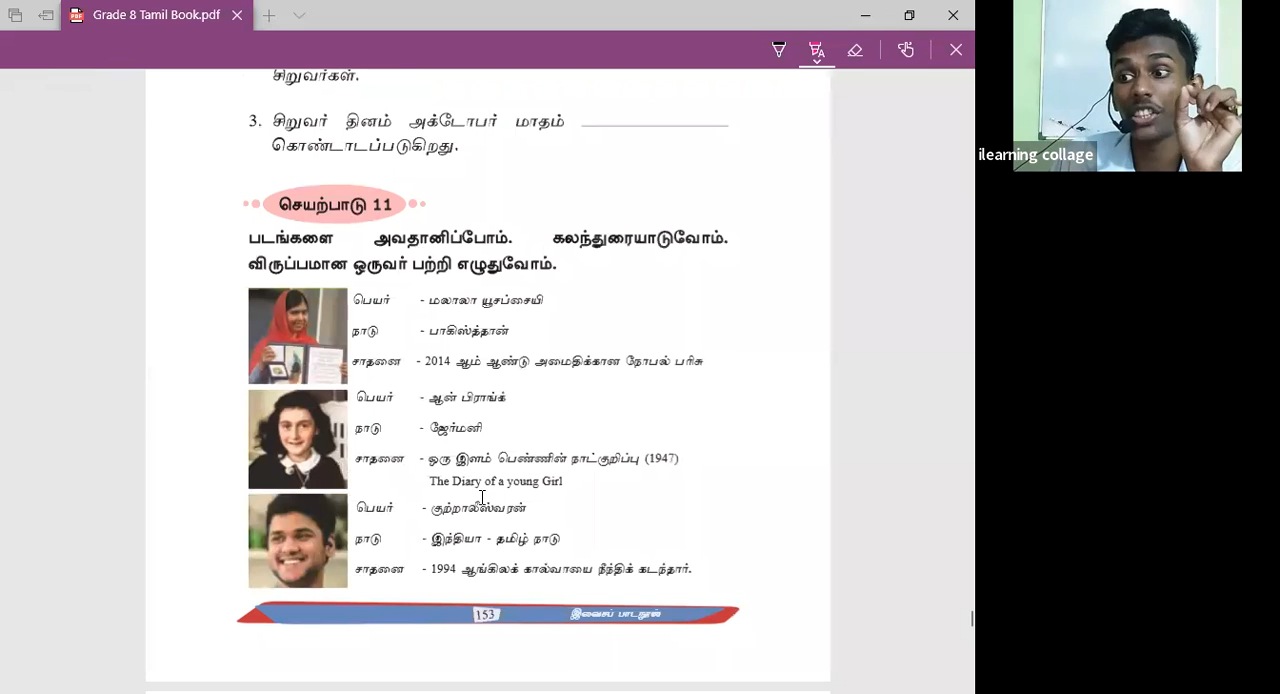 Grade 8 Tamil Book.pdf
சிறுவர்கள்.
3. சிறுவர் தினம் அக்டோபர் மாதம் ____________
கொண்டாடப்படுகிறது.
செயற்பாடு 11
படங்களை அவதானிப்போம். கலந்துரையாடுவோம்.
விருப்பமான ஒருவர் பற்றி எழுதுவோம்.
பெயர் - மலாலா யூசப்சையி
நாடு - பாகிஸ்த்தான்
சாதனை - 2014 ஆம் ஆண்டு அமைதிக்கான நோபல் பரிசு
பெயர் - ஆன் பிராங்க்
நாடு - ஜேர்மனி
சாதனை - ஒரு இளம் பெண்ணின் நாட்குறிப்பு (1947)
The Diary of a young Girl
பெயர் - குற்றாலீஸ்வரன்
நாடு - இந்தியா - தமிழ் நாடு
சாதனை - 1994 ஆங்கிலக் கால்வாயை நீந்திக் கடந்தார்.
153 இலவசப் பாடநூல்
ilearning collage